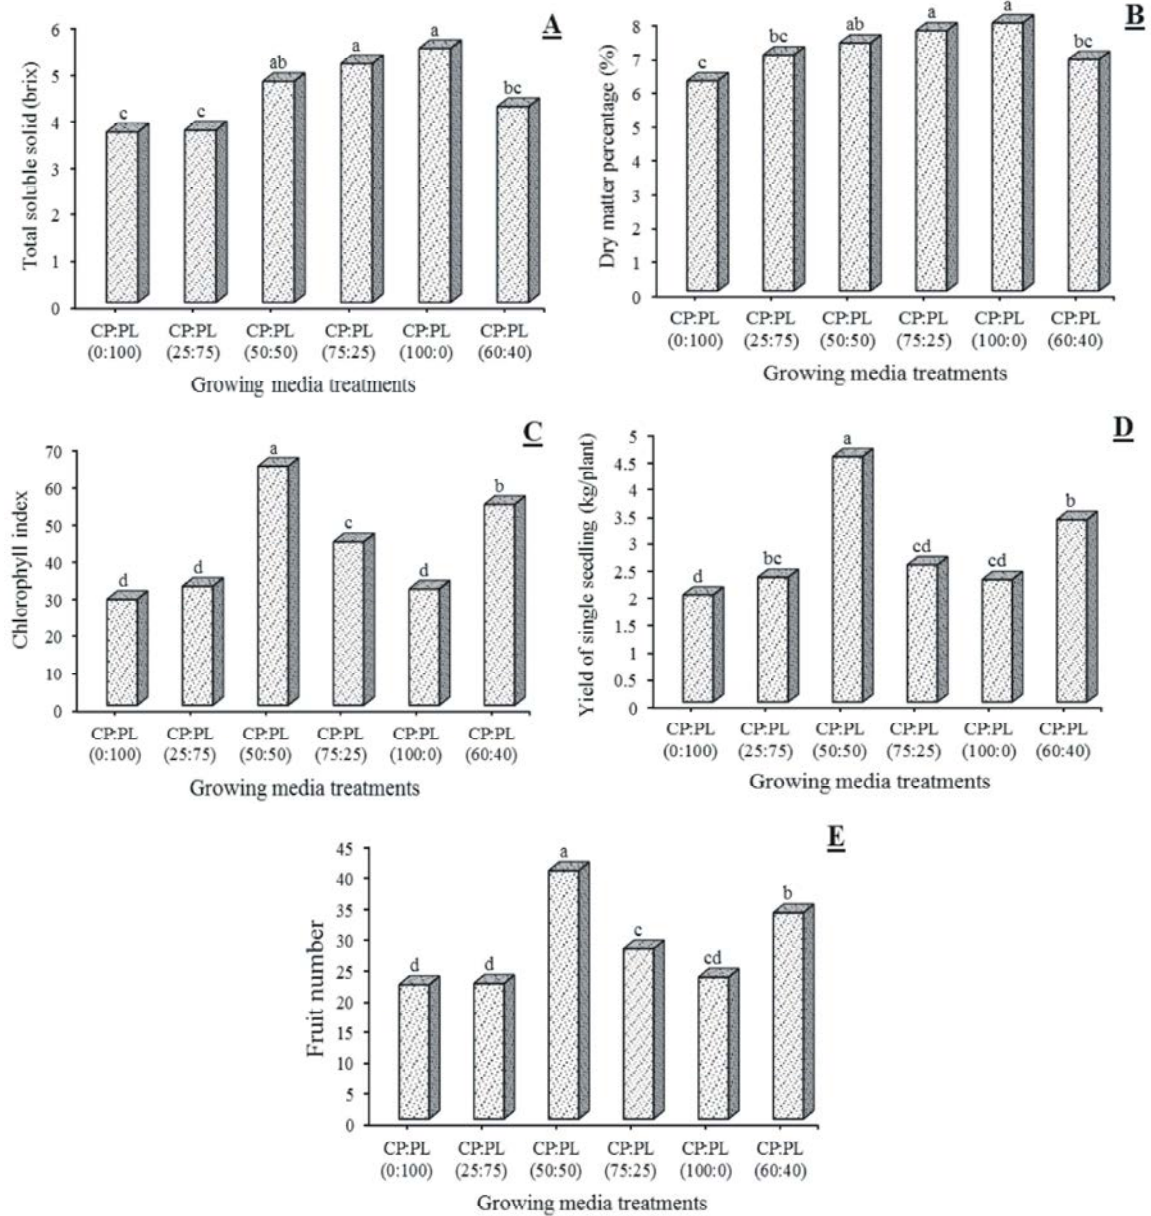 A
Total soluble solid (brix)
6
5
4
3
2
1
0
c c ab a a bc
CP:PL CP:PL CP:PL CP:PL CP:PL CP:PL
(0:100) (25:75) (50:50) (75:25) (100:0) (60:40)
Growing media treatments
B
Dry matter percentage (%)
8
7
6
5
4
3
2
1
0
c bc ab a a bc
CP:PL CP:PL CP:PL CP:PL CP:PL CP:PL
(0:100) (25:75) (50:50) (75:25) (100:0) (60:40)
Growing media treatments
C
Chlorophyll index
70
60
50
40
30
20
10
0
d d a c d b
CP:PL CP:PL CP:PL CP:PL CP:PL CP:PL
(0:100) (25:75) (50:50) (75:25) (100:0) (60:40)
Growing media treatments
D
Yield of single seedling (kg/plant)
5
4.5
4
3.5
3
2.5
2
1.5
1
0.5
0
d bc a cd cd b
CP:PL CP:PL CP:PL CP:PL CP:PL CP:PL
(0:100) (25:75) (50:50) (75:25) (100:0) (60:40)
Growing media treatments
E
Fruit number
45
40
35
30
25
20
15
10
5
0
d d a c cd b
CP:PL CP:PL CP:PL CP:PL CP:PL CP:PL
(0:100) (25:75) (50:50) (75:25) (100:0) (60:40)
Growing media treatments